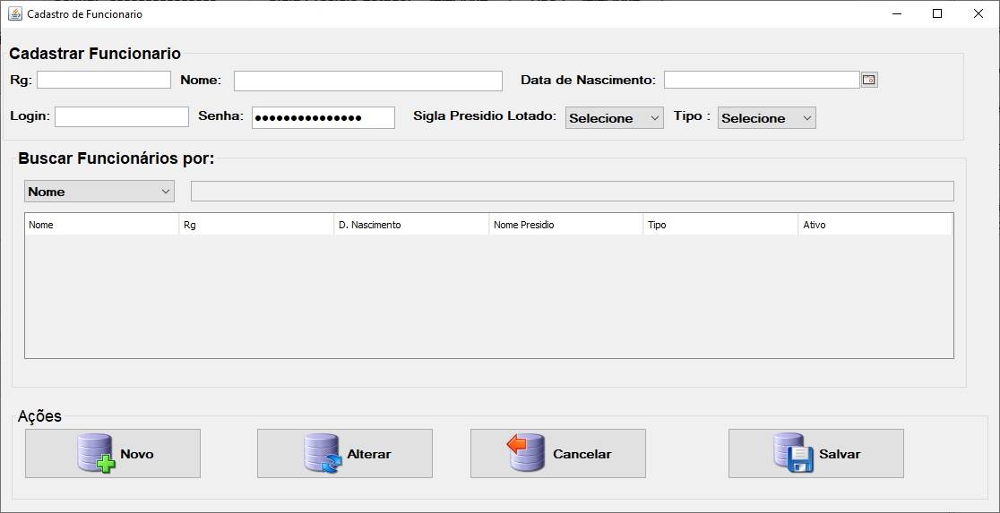 Cadastro de Funcionario
Cadastrar Funcionario
Rg: Nome: Data de Nascimento:
Login: Senha: ●●●●●●●●●●●●●●● Sigla Presidio Lotado: Selecione Tipo : Selecione
Buscar Funcionários por:
Nome
Nome Rg D. Nascimento Nome Presidio Tipo Ativo
Ações
Novo Alterar Cancelar Salvar